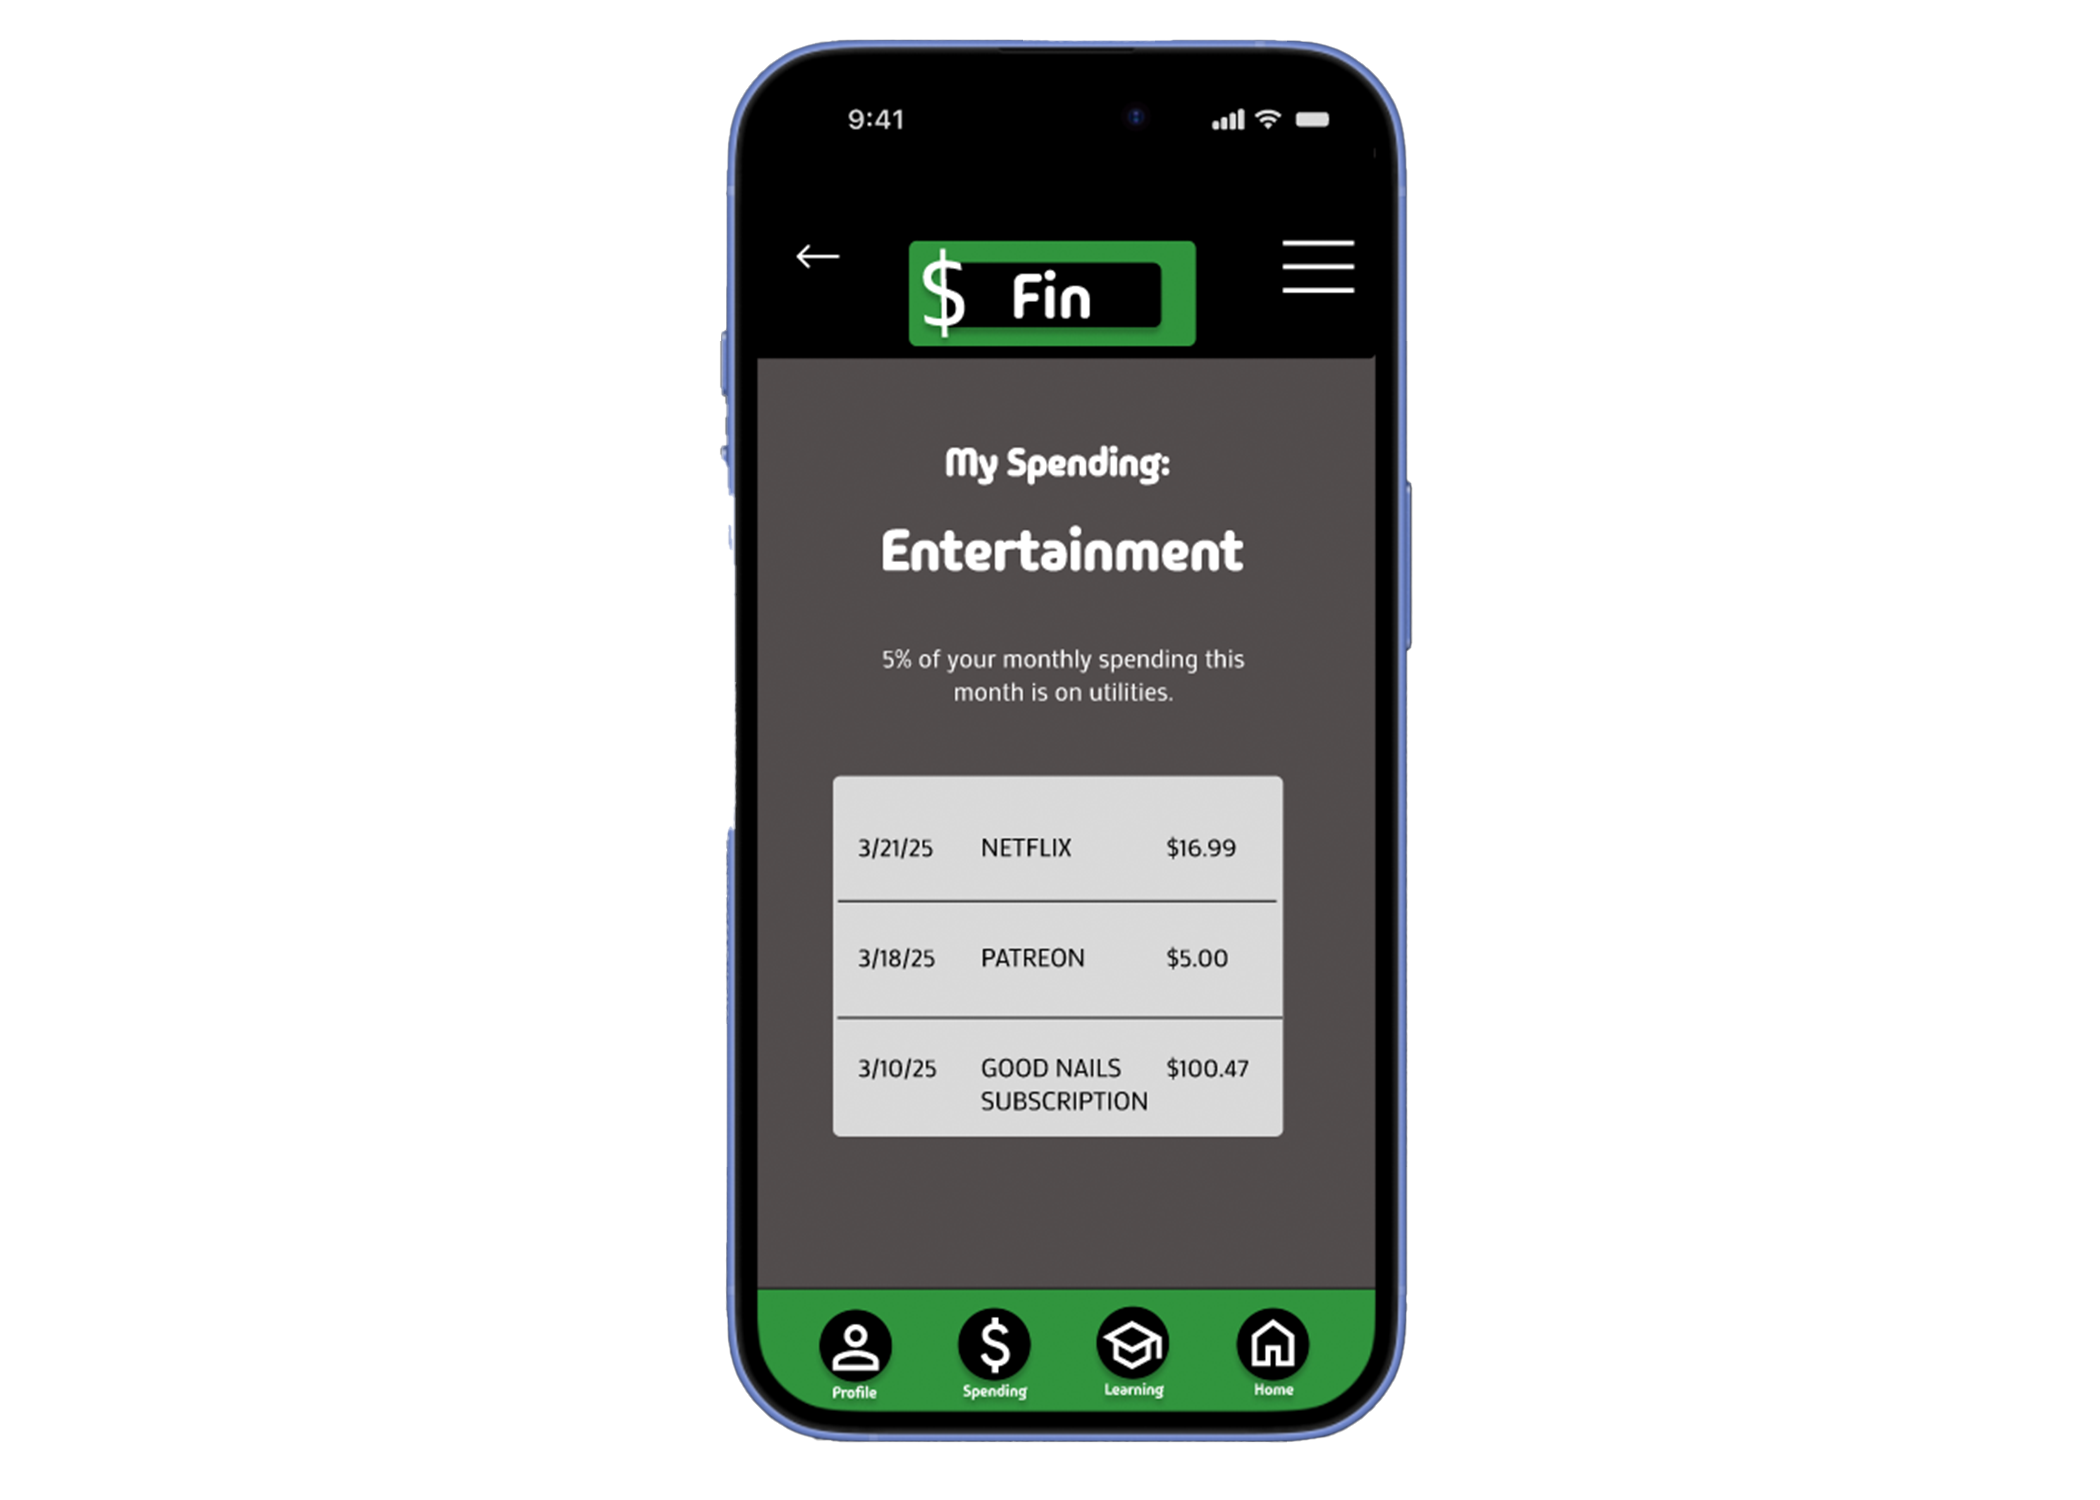 9:41
$ Fin
My Spending:
Entertainment
5% of your monthly spending this
month is on utilities.
3/21/25 NETFLIX $16.99
3/18/25 PATREON $5.00
3/10/25 GOOD NAILS $100.47
SUBSCRIPTION
$
Profile Spending Learning Home